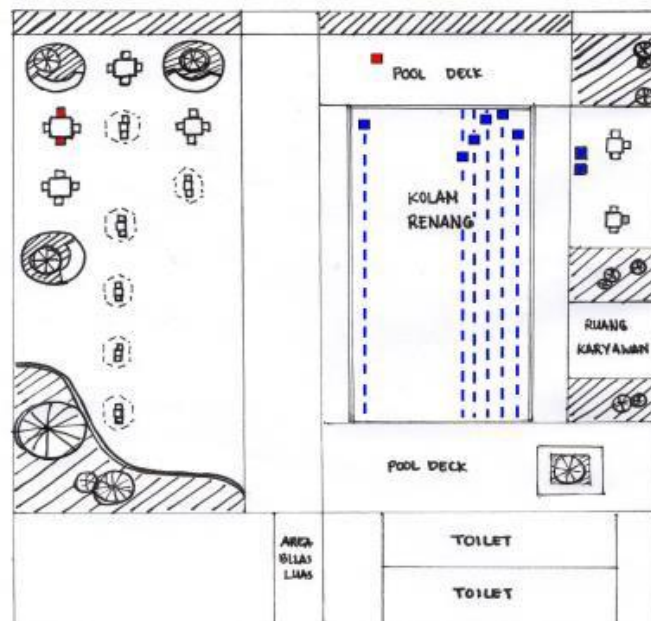 POOL DECK
KOLAM
RENANG
RUANG
KARYAWAN
POOL DECK
AREA
BILAS
LUAS
TOILET
TOILET